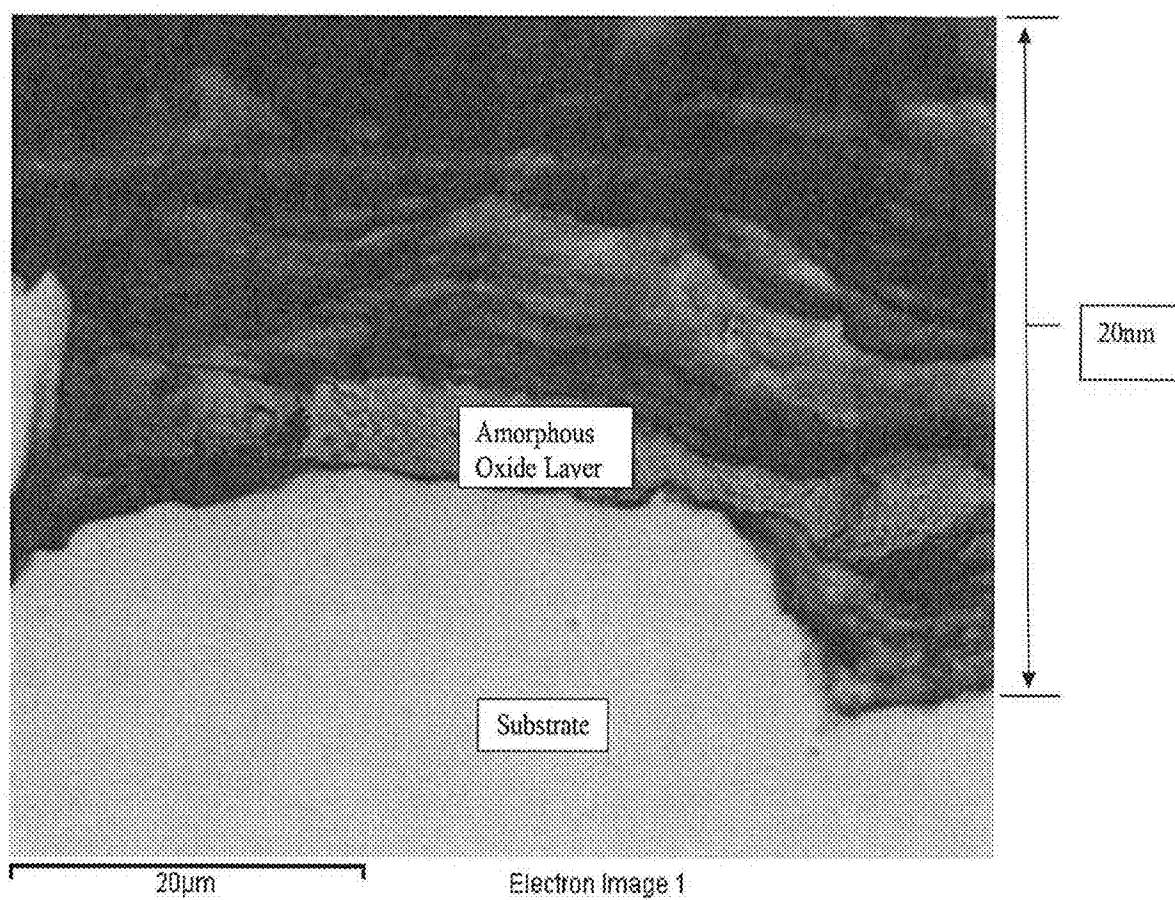 20nm
Amorphous
Oxide Layer
Substrate
20µm
Electron Image 1